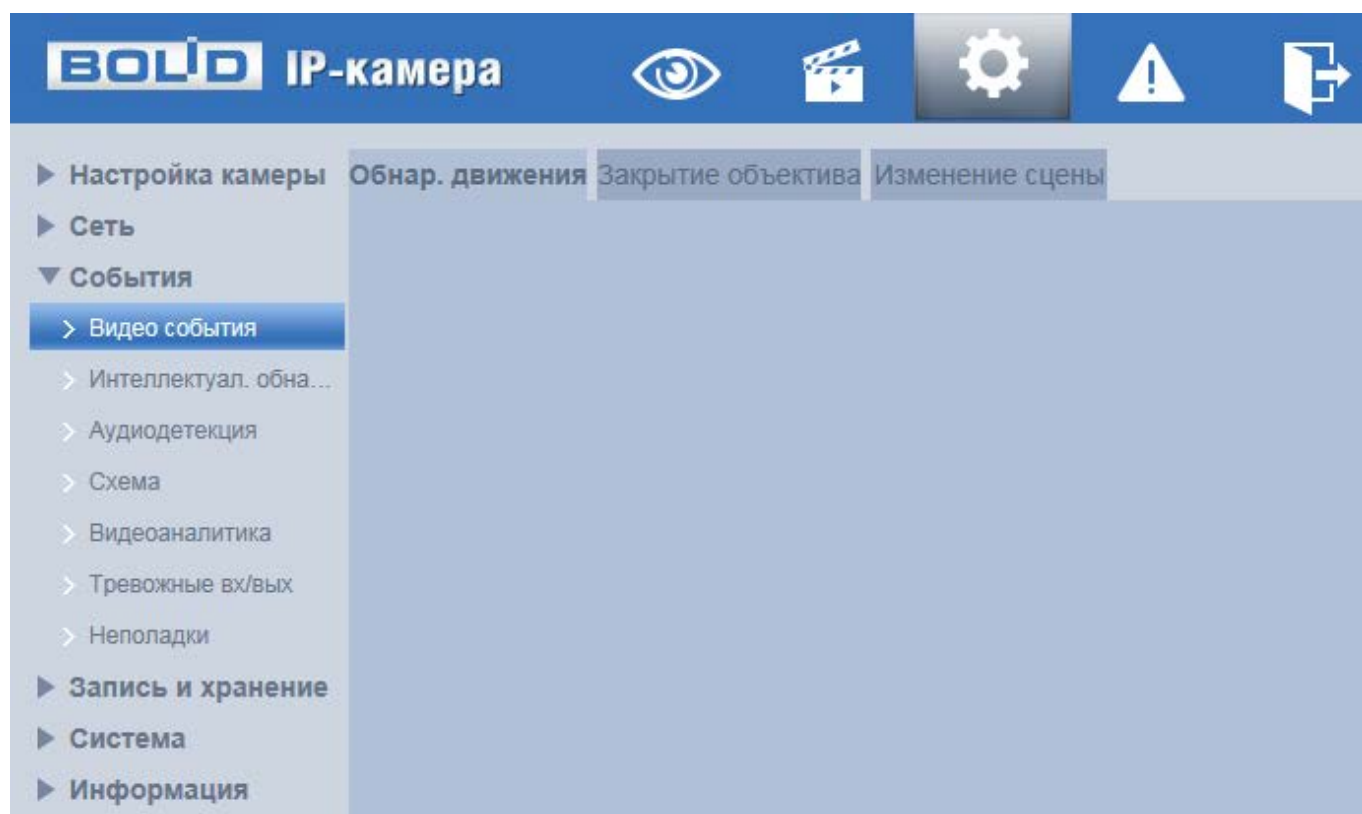 BOLID IP-камера
Настройка камеры
Обнар. движения Закрытие объектива Изменение сцены
Сеть
События
Видео события
Интеллектуал. обна...
Аудиодетекция
Схема
Видеоаналитика
Тревожные вх/вых
Неполадки
Запись и хранение
Система
Информация